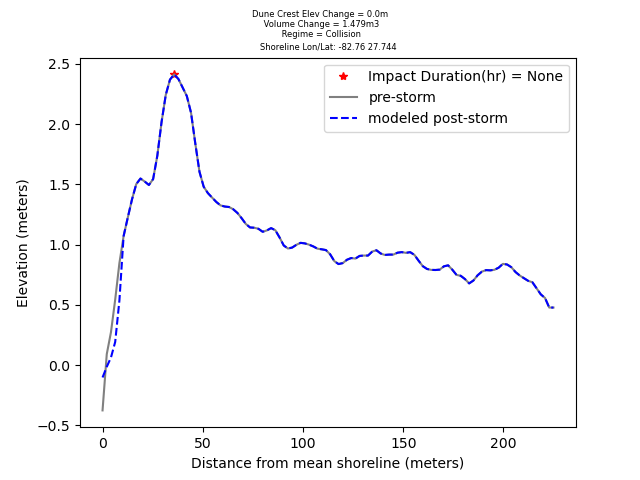 Dune Crest Elev Change = 0.0m
Volume Change = 1.479m3
Regime = Collision
Shoreline Lon/Lat: -82.76 27.744
Impact Duration(hr) = None
pre-storm
modeled post-storm
Elevation (meters)
2.5
2.0
1.5
1.0
0.5
0.0
−0.5
0
50
100
150
200
Distance from mean shoreline (meters)